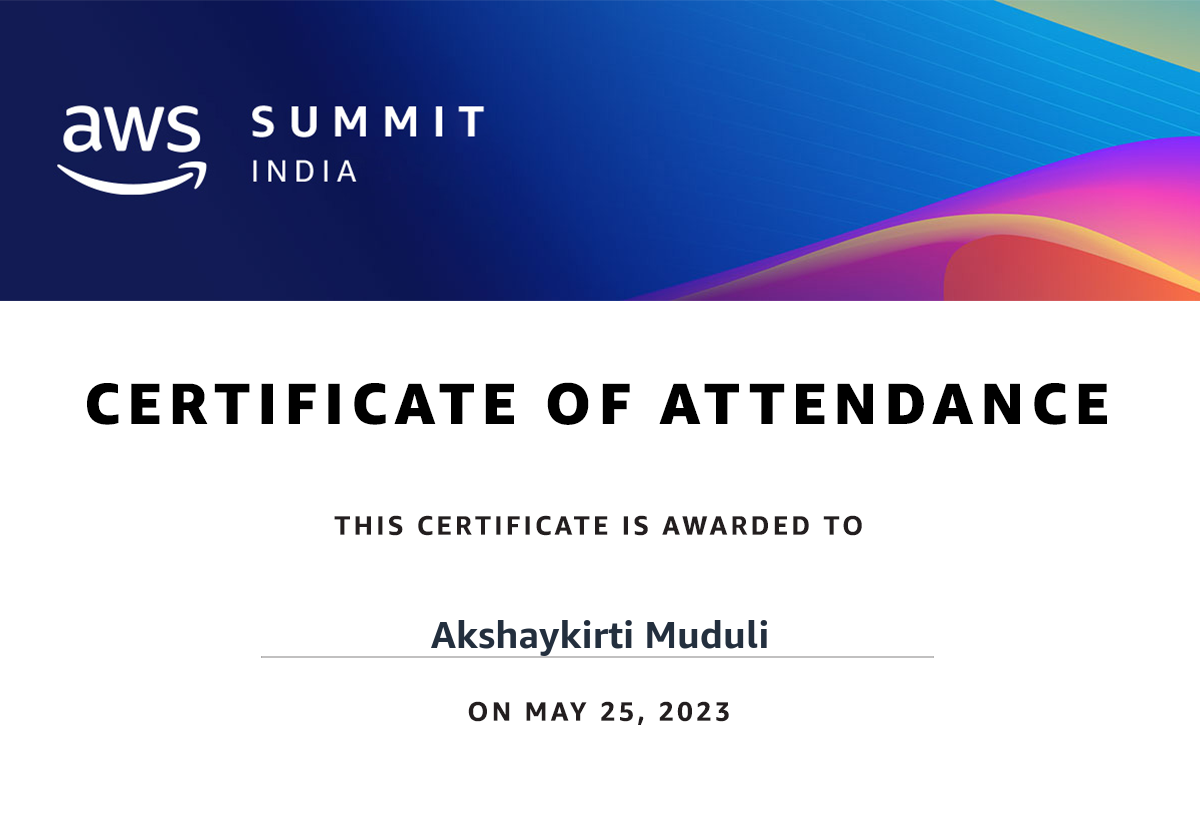 aws
SUMMIT
INDIA
CERTIFICATE OF ATTENDANCE
THIS CERTIFICATE IS AWARDED TO
Akshaykirti Muduli
ON MAY 25, 2023